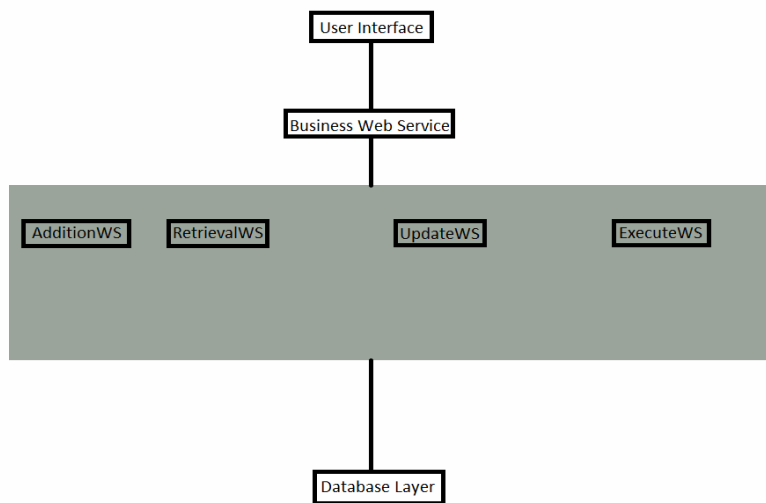 User Interface
Business Web Service
AdditionWS
RetrievalWS
UpdateWS
ExecuteWS
Database Layer